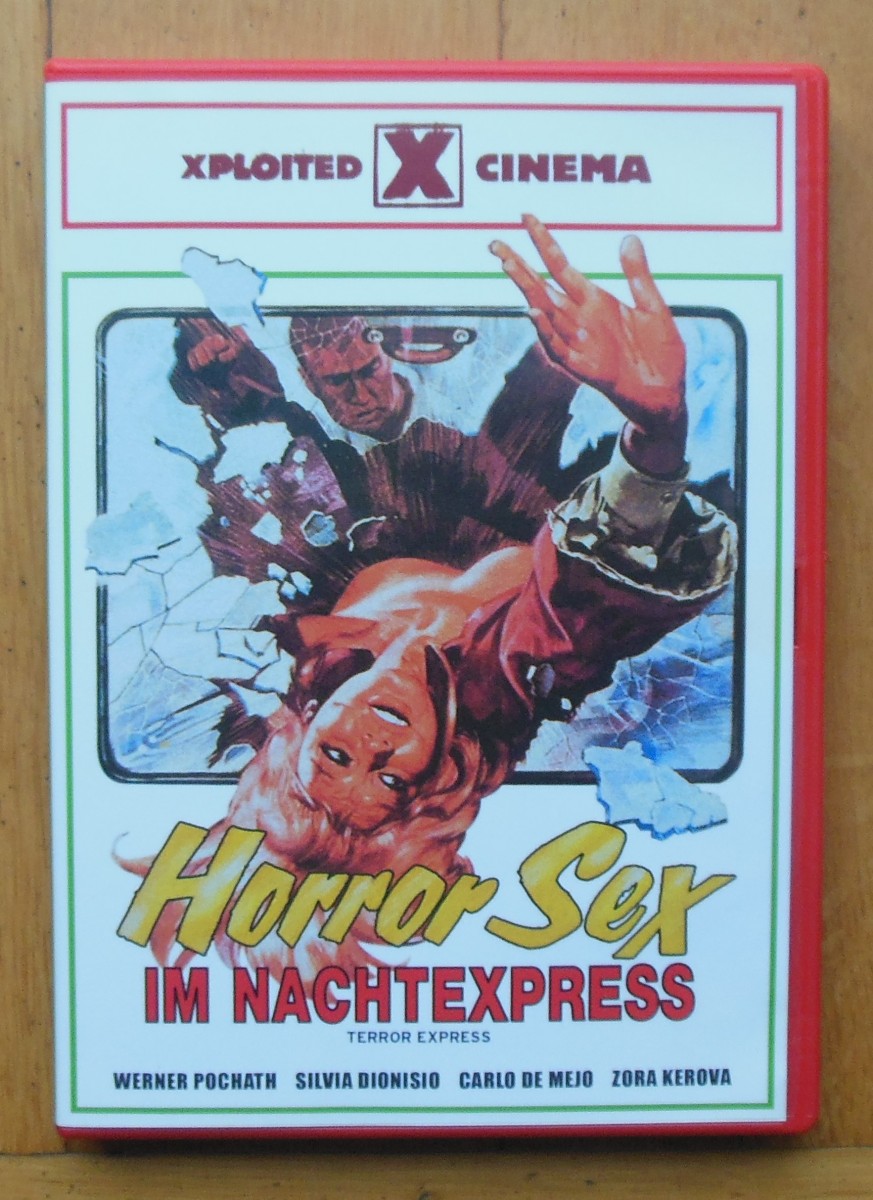 XPLOITED X CINEMA
Horror Sex
IM NACHTEXPRESS
TERROR EXPRESS
WERNER POCHATH SILVIA DIONISIO CARLO DE MEJO ZORA KEROVA